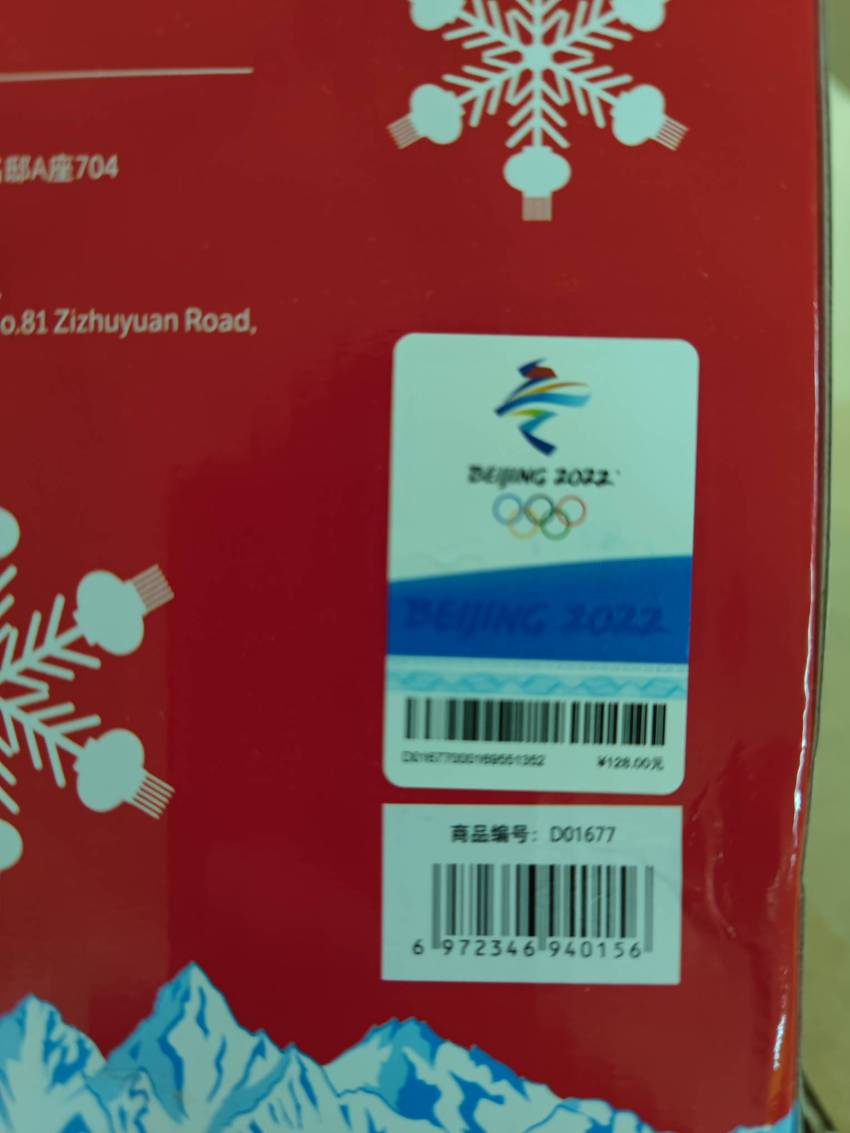 邸A座704
o.81 Zizhuyuan Road,
BEIJING 2022
BEIJING 2022
¥128.00元
商品编号：D01677
6 972346 940156